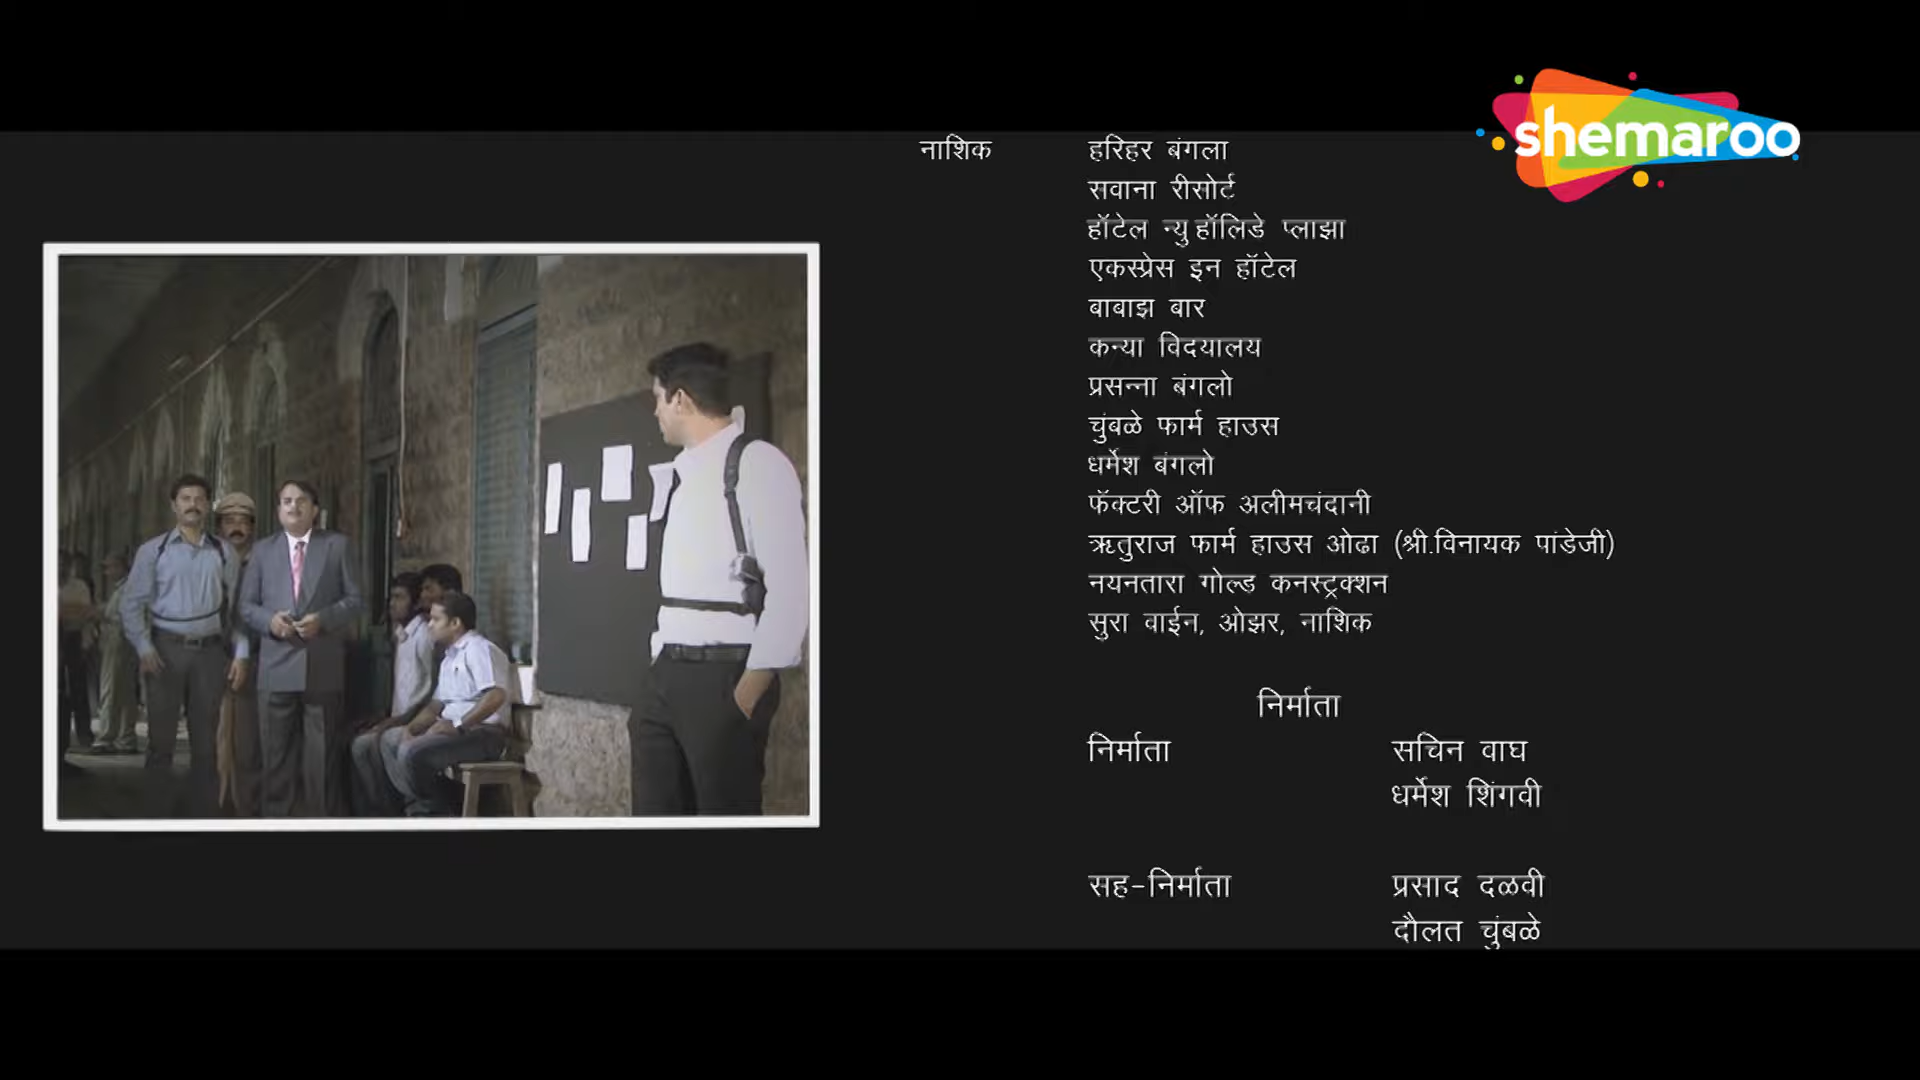 shemaroo
नाशिक हरिहर बंगला
सवाना रीसोर्ट
हॉटेल न्यु हॉलिडे प्लाझा
एकस्प्रेस इन हॉटेल
बाबाझ बार
कन्या विदयालय
प्रसन्ना बंगलो
चुंबळे फार्म हाउस
धर्मेश बंगलो
फॅक्टरी ऑफ अलीमचंदानी
ऋतुराज फार्म हाउस ओढा (श्री.विनायक पांडेजी)
नयनतारा गोल्ड कनस्ट्रक्शन
सुरा वाईन, ओझर, नाशिक
निर्माता
निर्माता सचिन वाघ
धर्मेश शिंगवी
सह-निर्माता प्रसाद दळवी
दौलत चुंबळे